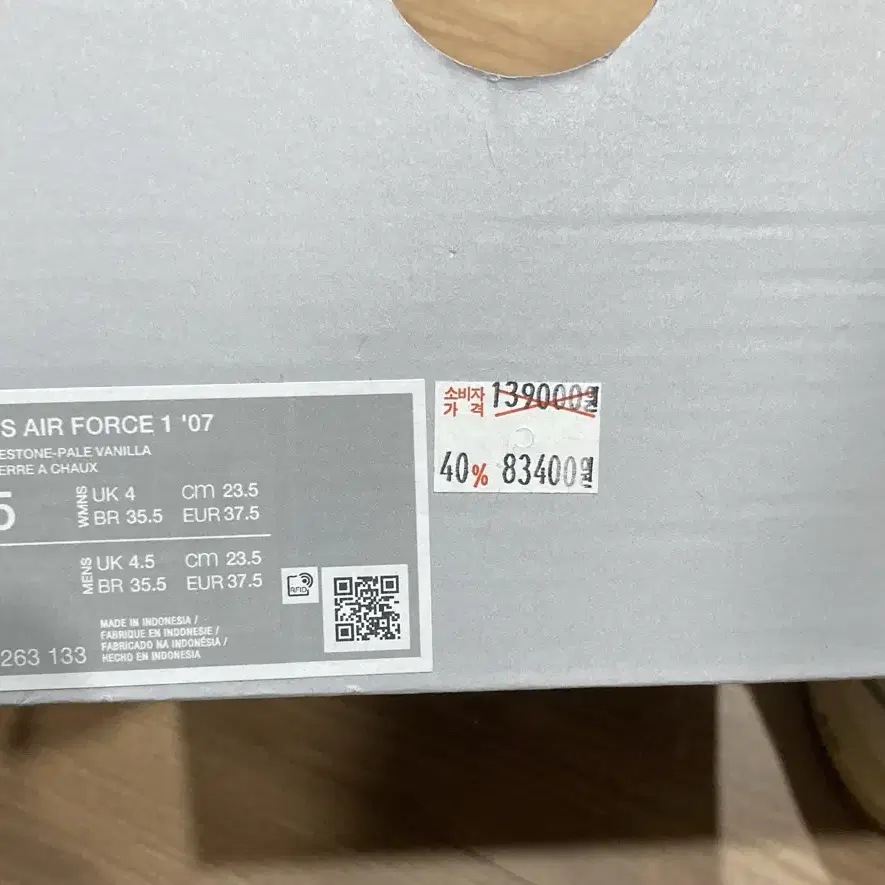 S AIR FORCE 1 '07
ESTONE-PALE VANILLA
ERRE A CHAUX
5
WMNS
UK 4 cm 23.5
BR 35.5 EUR 37.5
MENS
UK 4.5 cm 23.5
BR 35.5 EUR 37.5
RFID
MADE IN INDONESIA /
FABRIQUE EN INDONESIE /
FABRICADO NA INDONÉSIA /
HECHO EN INDONESIA
263 133
소비자
가격
139000원
40% 83400원